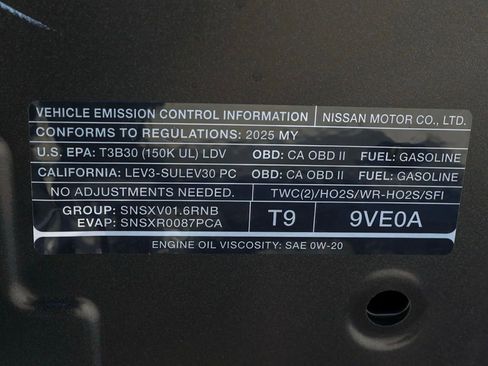 VEHICLE EMISSION CONTROL INFORMATION NISSAN MOTOR CO., LTD.
CONFORMS TO REGULATIONS: 2025 MY
U.S. EPA: T3B30 (150K UL) LDV OBD: CA OBD II FUEL: GASOLINE
CALIFORNIA: LEV3-SULEV30 PC OBD: CA OBD II FUEL: GASOLINE
NO ADJUSTMENTS NEEDED. TWC(2)/HO2S/WR-HO2S/SFI
GROUP: SNSXV01.6RNB
EVAP: SNSXR0087PCA
T9 9VE0A
ENGINE OIL VISCOSITY: SAE 0W-20